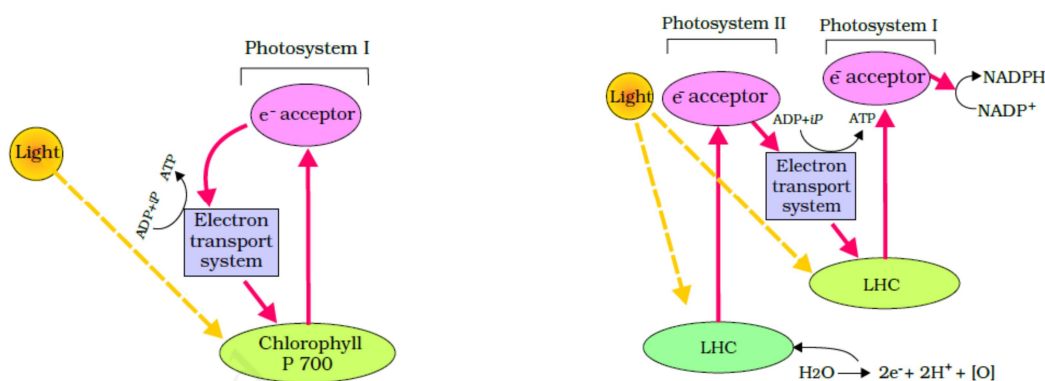 Photosystem I
e- acceptor
Light
ATP
ADP+iP
Electron
transport
system
Chlorophyll
P 700
Photosystem II
Photosystem I
Light
e- acceptor
e- acceptor
NADPH
NADP+
ADP+iP
ATP
Electron
transport
system
LHC
LHC
H2O 2e-+ 2H+ + [O]